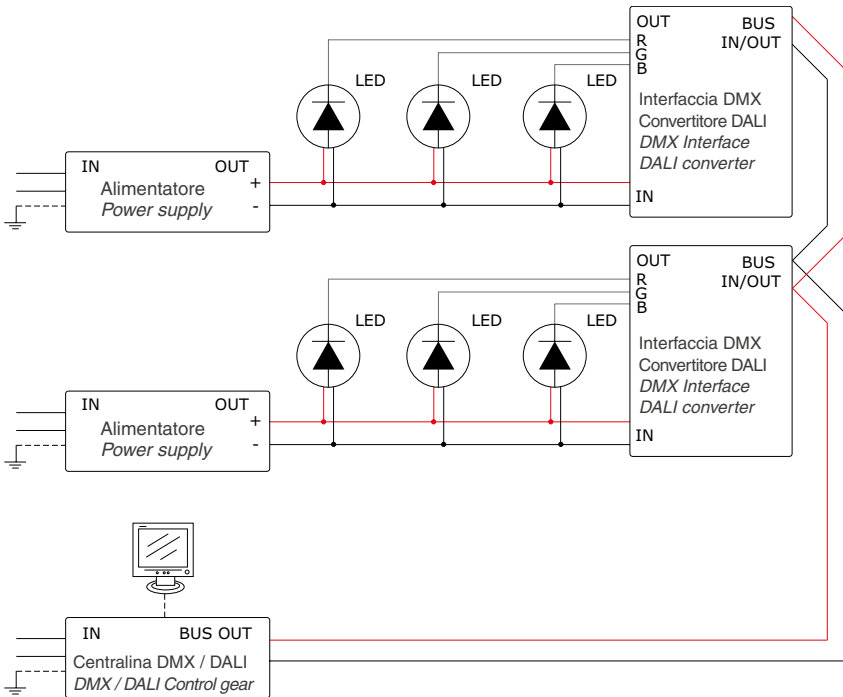 OUT BUS
R IN/OUT
G
B
LED LED LED
Interfaccia DMX
Convertitore DALI
DMX Interface
DALI converter
IN
IN OUT
+
Alimentatore
Power supply
-
OUT BUS
R IN/OUT
G
B
LED LED LED
Interfaccia DMX
Convertitore DALI
DMX Interface
DALI converter
IN
IN OUT
+
Alimentatore
Power supply
-
IN BUS OUT
Centralina DMX / DALI
DMX / DALI Control gear